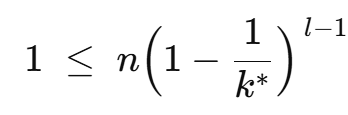 1 ≤ n(1 − 1/k*)^{l−1}